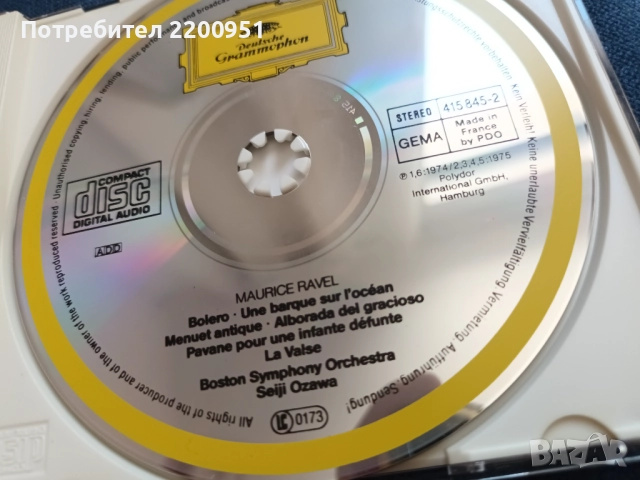 Потребител 2200951
Deutsche
Grammophon
STEREO 415 845-2
GEMA Made in
France
by PDO
℗ 1,6:1974/2,3,4,5:1975
Polydor
International GmbH,
Hamburg
COMPACT
disc
DIGITAL AUDIO
ADD
MAURICE RAVEL
Bolero · Une barque sur l'océan
Menuet antique · Alborada del gracioso
Pavane pour une infante défunte
La Valse
Boston Symphony Orchestra
Seiji Ozawa
LC 0173
All rights of the producer and of the owner of the work reproduced reserved. Unauthorised copying, hiring, lending, public performance and broadcasting
Kein Verleih! Keine unerlaubte Vervielfältigung, Vermietung, Aufführung, Sendung!
BAZAR